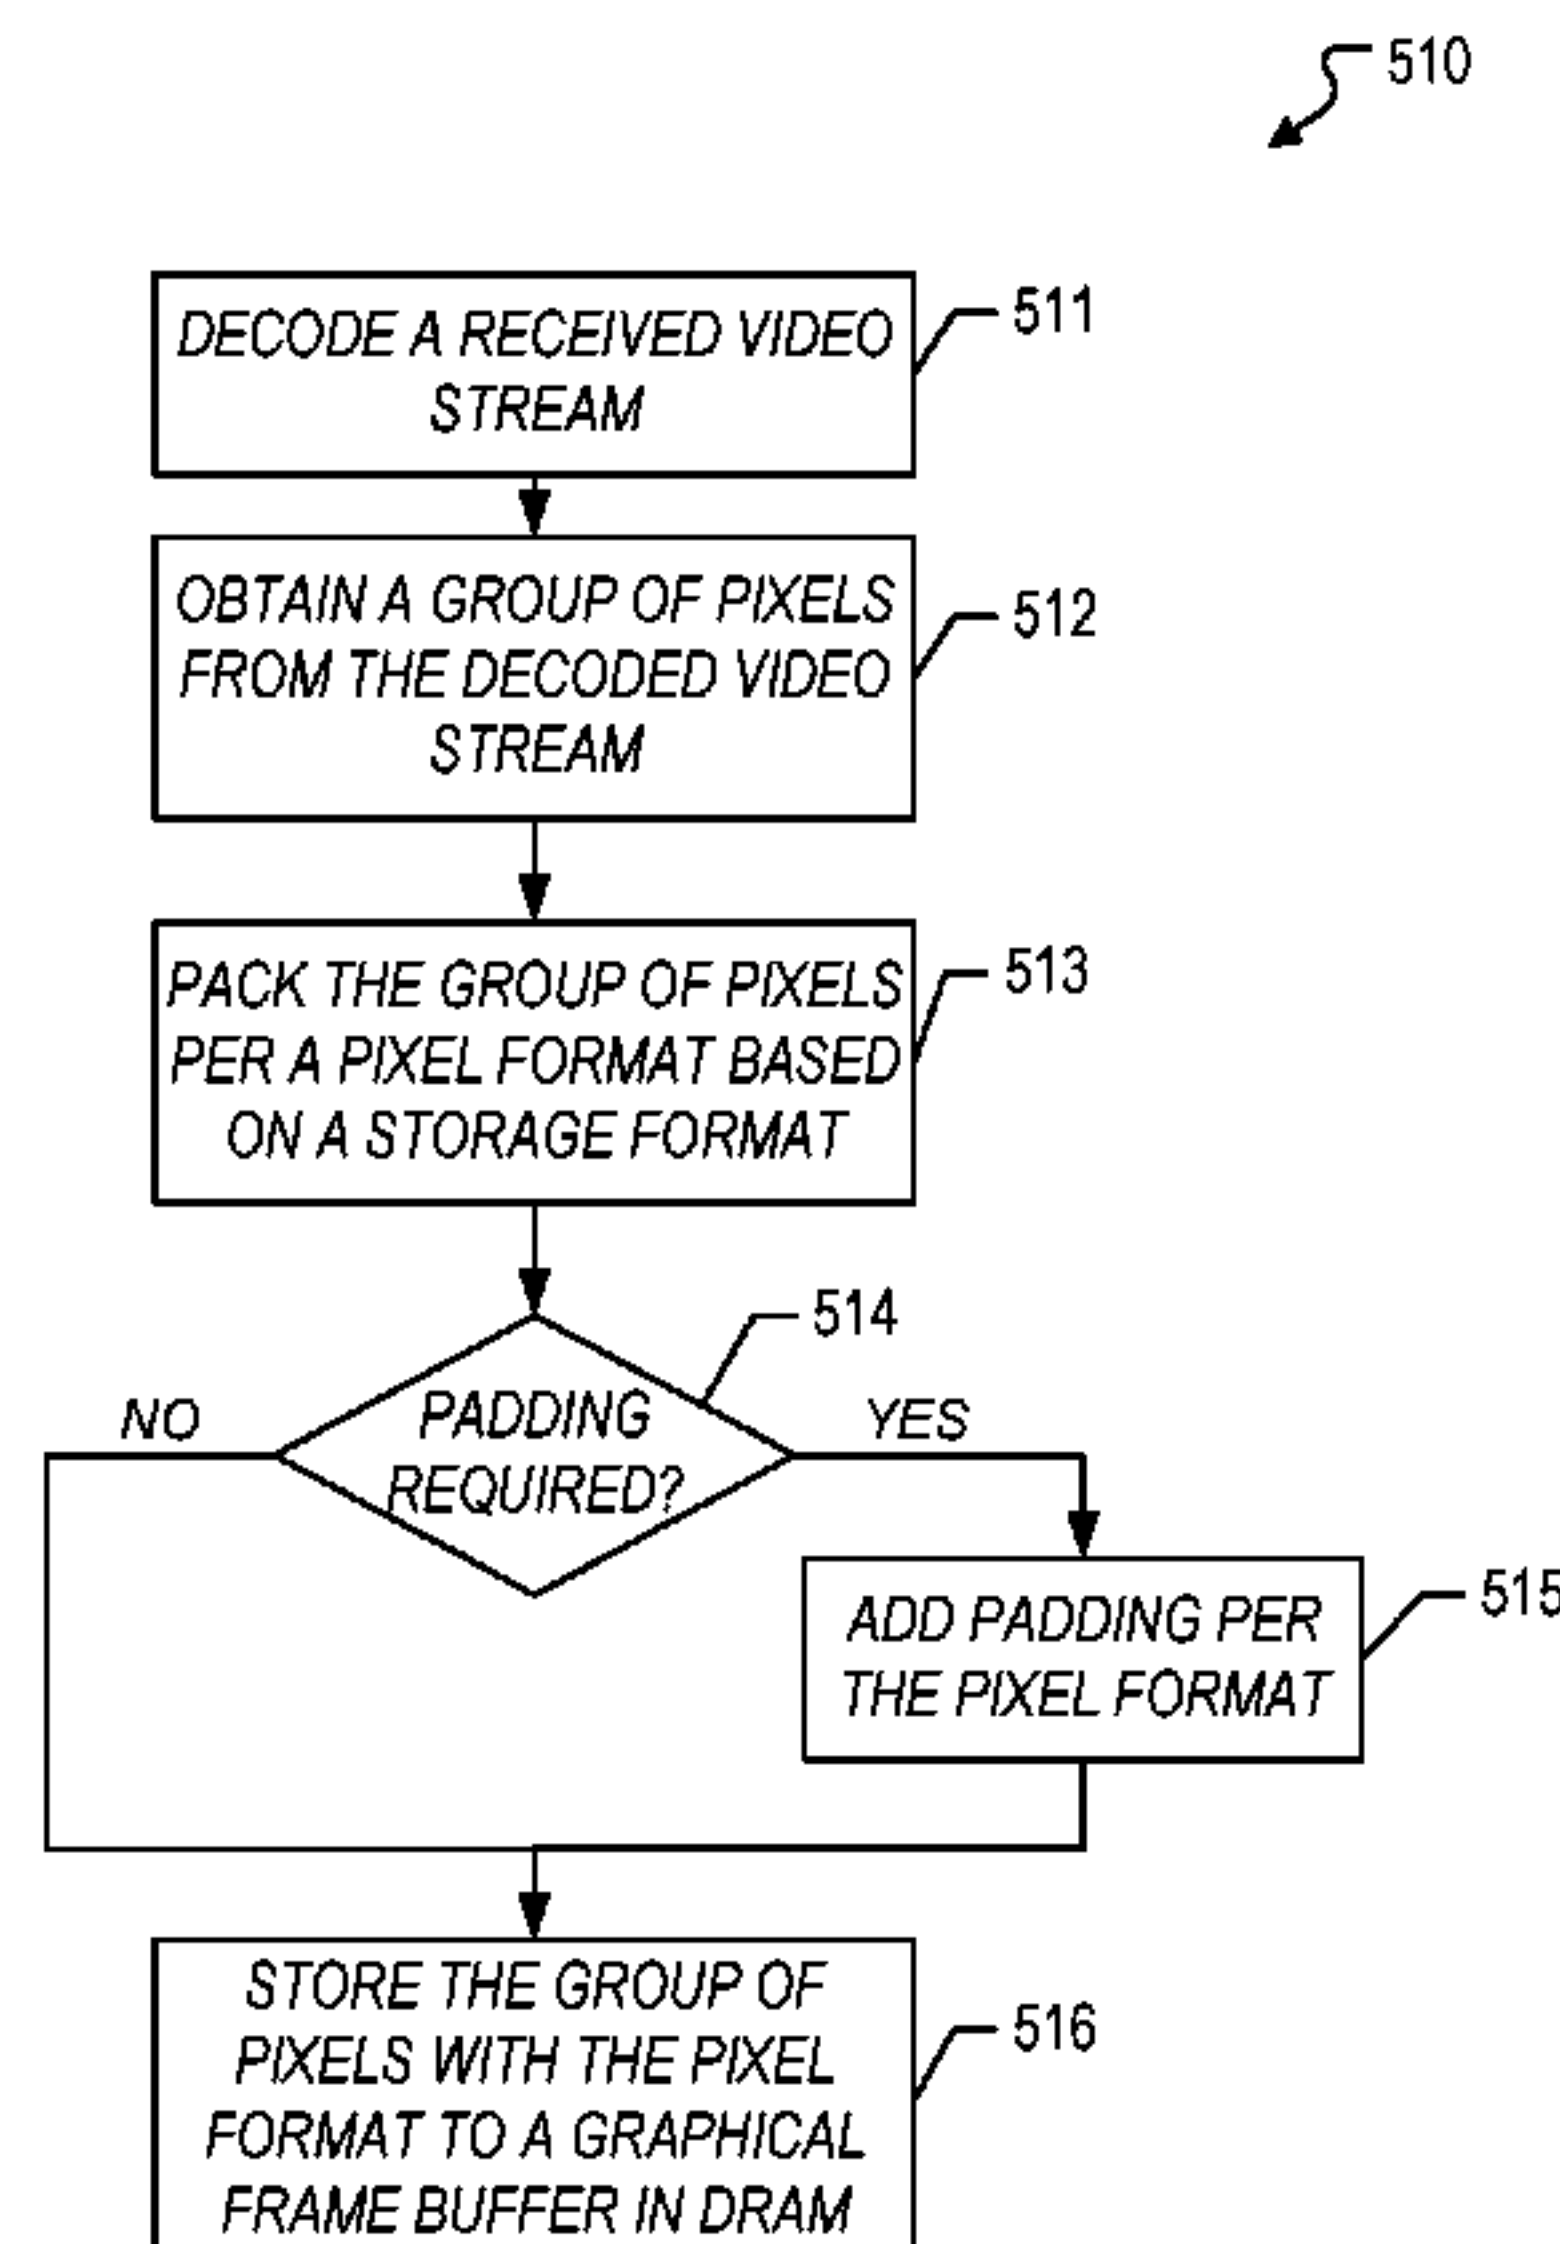 510
DECODE A RECEIVED VIDEO
STREAM
511
OBTAIN A GROUP OF PIXELS
FROM THE DECODED VIDEO
STREAM
512
PACK THE GROUP OF PIXELS
PER A PIXEL FORMAT BASED
ON A STORAGE FORMAT
513
514
NO
PADDING
REQUIRED?
YES
ADD PADDING PER
THE PIXEL FORMAT
515
STORE THE GROUP OF
PIXELS WITH THE PIXEL
FORMAT TO A GRAPHICAL
FRAME BUFFER IN DRAM
516